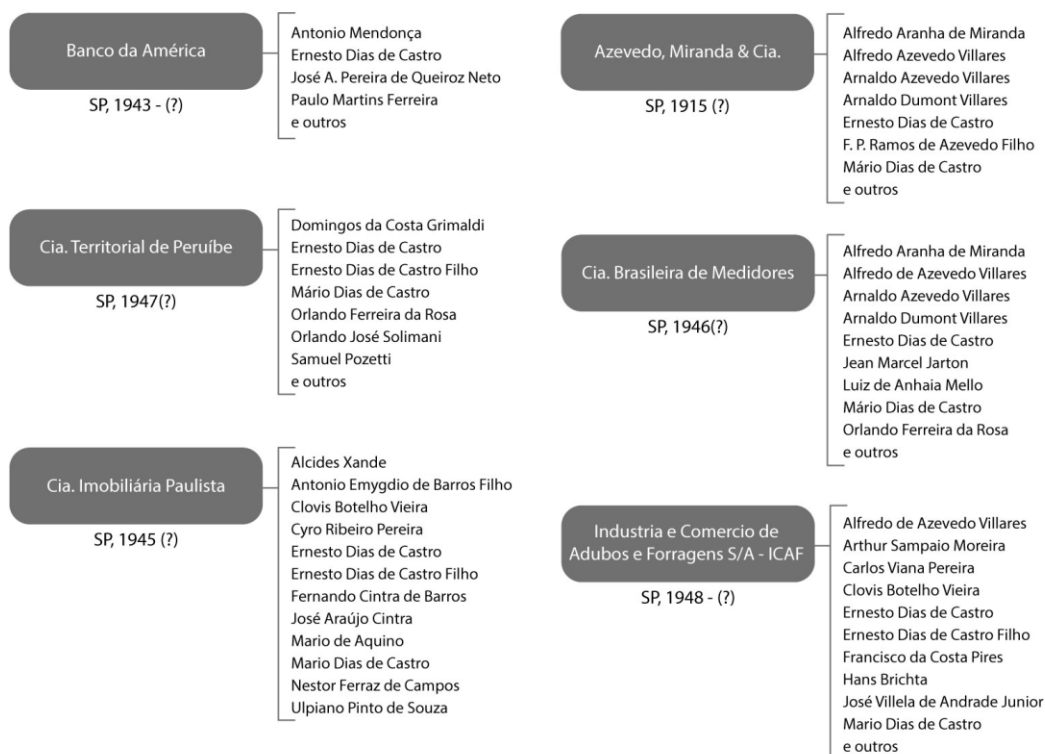 Banco da América
SP, 1943 - (?)
Antonio Mendonça
Ernesto Dias de Castro
José A. Pereira de Queiroz Neto
Paulo Martins Ferreira
e outros
Cia. Territorial de Peruíbe
SP, 1947(?)
Domingos da Costa Grimaldi
Ernesto Dias de Castro
Ernesto Dias de Castro Filho
Mário Dias de Castro
Orlando Ferreira da Rosa
Orlando José Solimani
Samuel Pozetti
e outros
Cia. Imobiliária Paulista
SP, 1945 (?)
Alcides Xande
Antonio Emygdio de Barros Filho
Clovis Botelho Vieira
Cyro Ribeiro Pereira
Ernesto Dias de Castro
Ernesto Dias de Castro Filho
Fernando Cintra de Barros
José Araújo Cintra
Mario de Aquino
Mario Dias de Castro
Nestor Ferraz de Campos
Ulpiano Pinto de Souza
Azevedo, Miranda & Cia.
SP, 1915 (?)
Alfredo Aranha de Miranda
Alfredo Azevedo Villares
Arnaldo Azevedo Villares
Arnaldo Dumont Villares
Ernesto Dias de Castro
F. P. Ramos de Azevedo Filho
Mário Dias de Castro
e outros
Cia. Brasileira de Medidores
SP, 1946(?)
Alfredo Aranha de Miranda
Alfredo de Azevedo Villares
Arnaldo Azevedo Villares
Arnaldo Dumont Villares
Ernesto Dias de Castro
Jean Marcel Jarton
Luiz de Anhaia Mello
Mário Dias de Castro
Orlando Ferreira da Rosa
e outros
Industria e Comercio de
Adubos e Forragens S/A - ICAF
SP, 1948 - (?)
Alfredo de Azevedo Villares
Arthur Sampaio Moreira
Carlos Viana Pereira
Clovis Botelho Vieira
Ernesto Dias de Castro
Ernesto Dias de Castro Filho
Francisco da Costa Pires
Hans Brichta
José Villela de Andrade Junior
Mario Dias de Castro
e outros